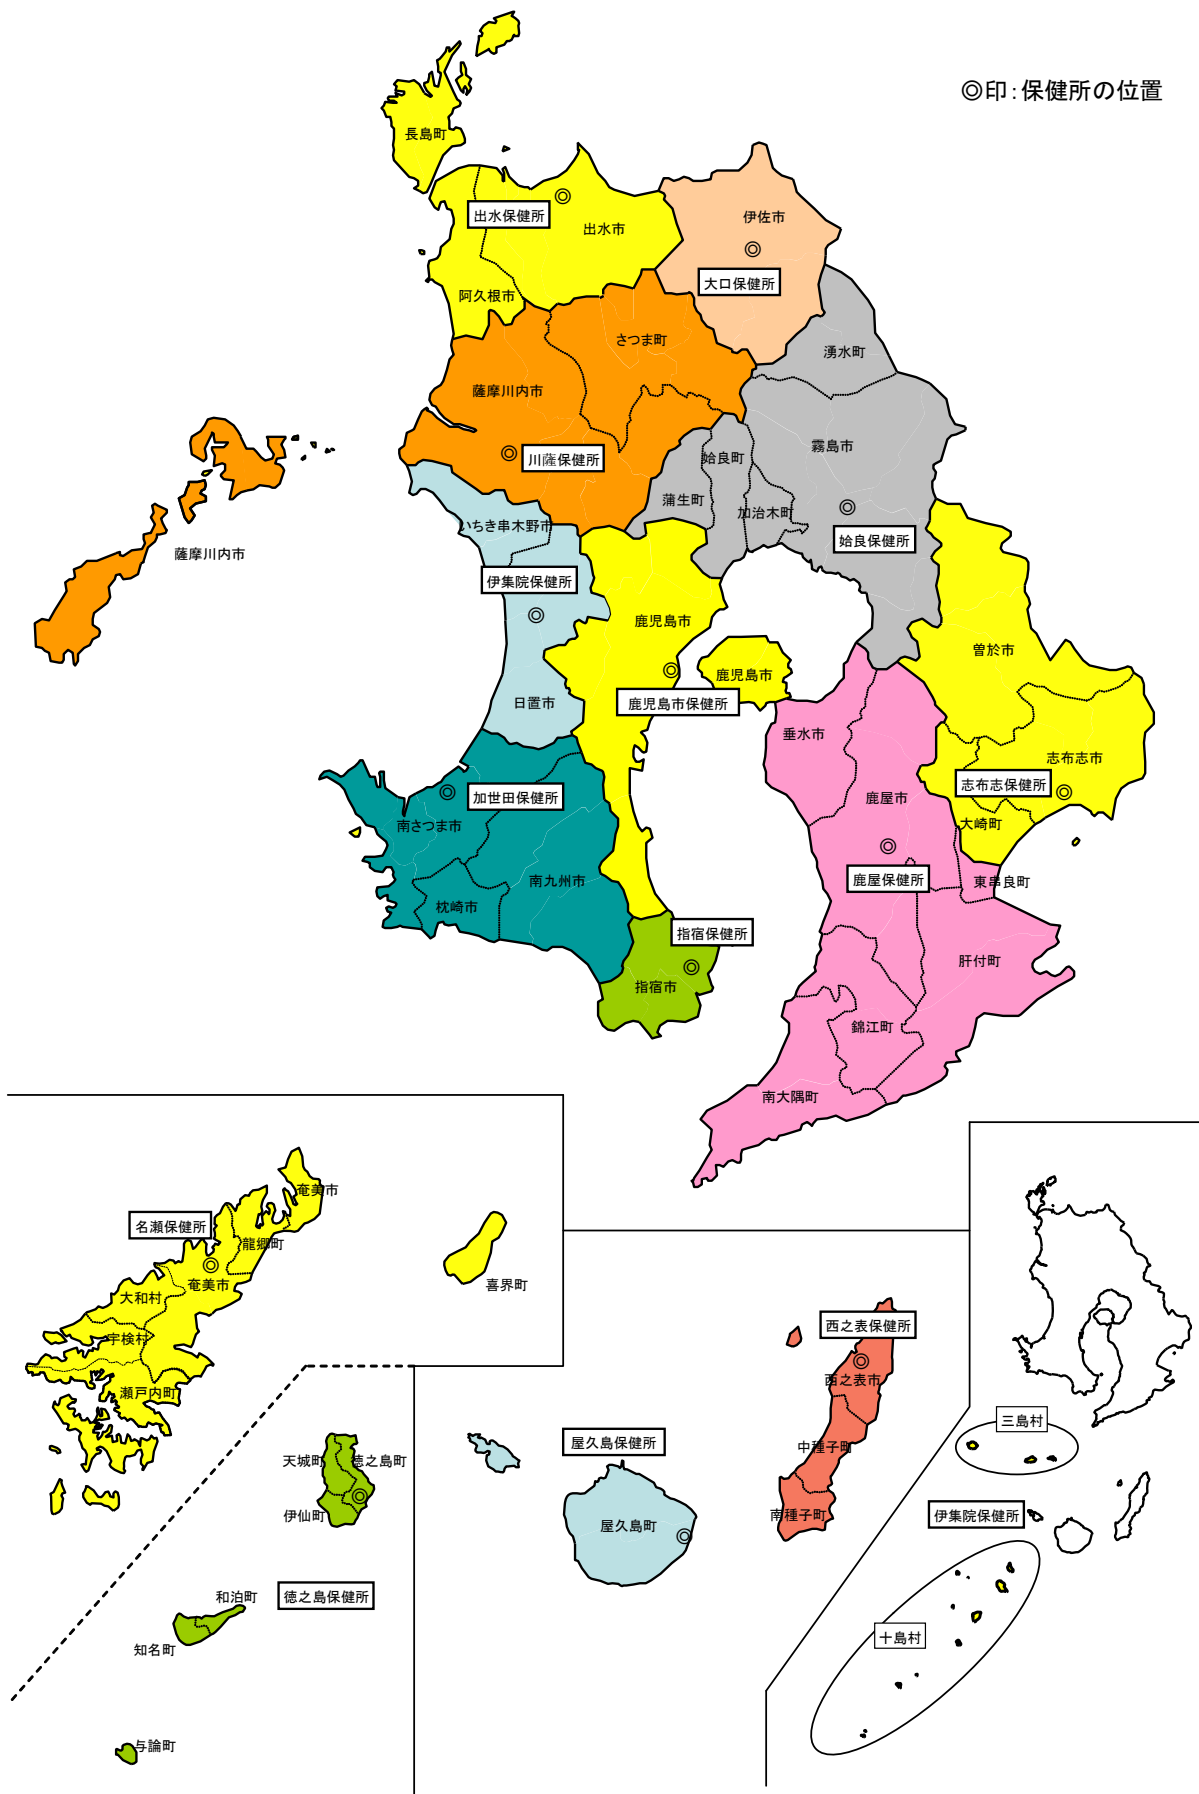 ◎印：保健所の位置
長島町
出水保健所
出水市
伊佐市
大口保健所
阿久根市
さつま町
湧水町
薩摩川内市
霧島市
川薩保健所
姶良町
蒲生町
加治木町
いちき串木野市
姶良保健所
薩摩川内市
伊集院保健所
鹿児島市
曽於市
鹿児島市
日置市
鹿児島市保健所
垂水市
志布志市
志布志保健所
加世田保健所
鹿屋市
南さつま市
大崎町
鹿屋保健所
東串良町
南九州市
枕崎市
指宿保健所
肝付町
指宿市
錦江町
南大隅町
奄美市
名瀬保健所
龍郷町
奄美市
喜界町
大和村
宇検村
瀬戸内町
西之表保健所
西之表市
中種子町
南種子町
三島村
屋久島保健所
屋久島町
天城町
徳之島町
伊仙町
伊集院保健所
徳之島保健所
和泊町
知名町
十島村
与論町